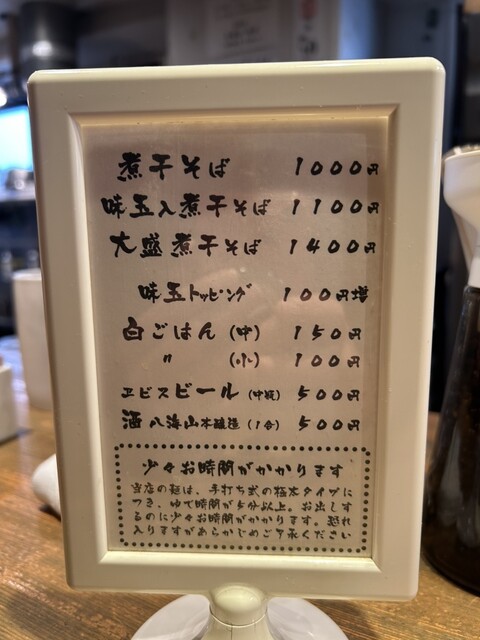 煮干そば 1000円
味玉入煮干そば 1100円
大盛煮干そば 1400円
味玉トッピング 100円増
白ごはん (中) 150円
〃 (小) 100円
ヱビスビール (中瓶) 500円
酒 八海山本醸造 (1合) 500円
少々お時間がかかります
当店の麺は、手打ち式の極太タイプに
つき、ゆで時間が5分以上。お出しす
るのに少々お時間がかかります。恐れ
入りますがあらかじめご了承ください